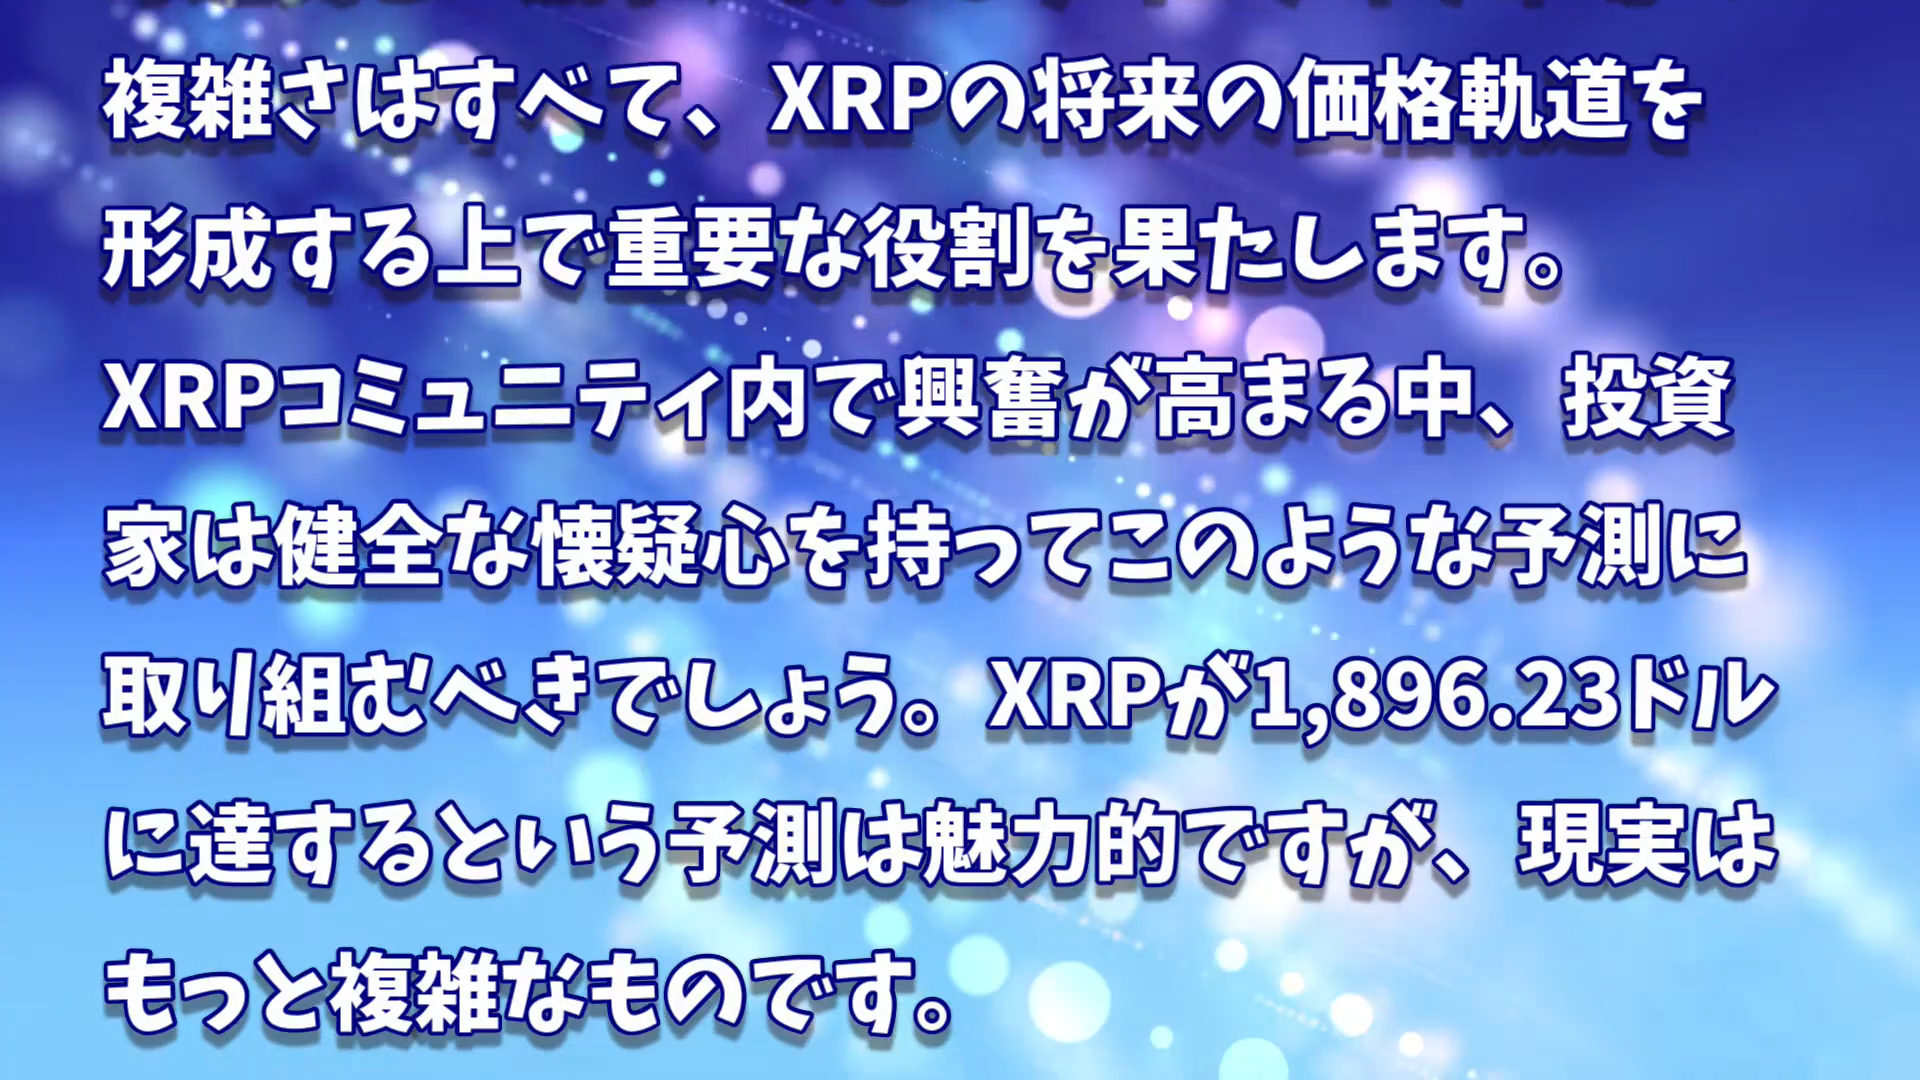 複雑さはすべて、XRPの将来の価格軌道を
形成する上で重要な役割を果たします。
XRPコミュニティ内で興奮が高まる中、投資
家は健全な懐疑心を持ってこのような予測に
取り組むべきでしょう。XRPが1,896.23ドル
に達するという予測は魅力的ですが、現実は
もっと複雑なものです。